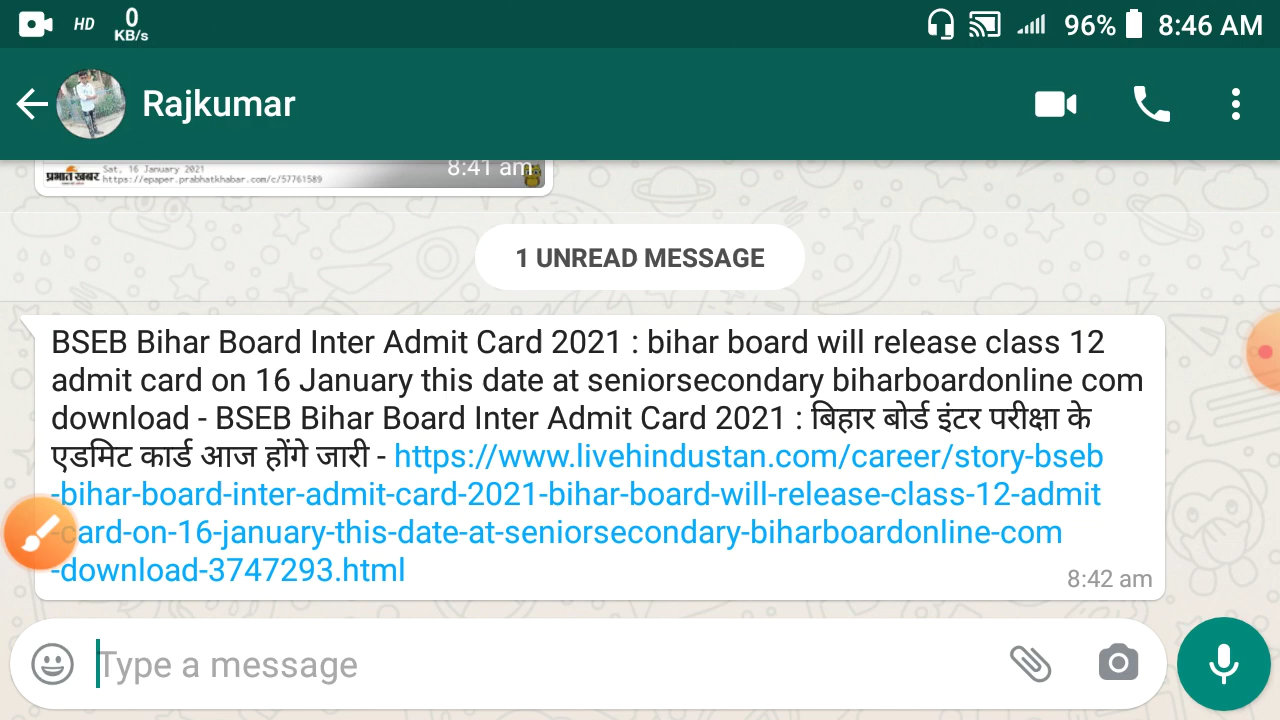 HD
0
KB/s
96%
8:46 AM
Rajkumar
प्रभात खबर
Sat, 16 January 2021
https://epaper.prabhatkhabar.com/c/57761589
8:41 am
1 UNREAD MESSAGE
BSEB Bihar Board Inter Admit Card 2021 : bihar board will release class 12
admit card on 16 January this date at seniorsecondary biharboardonline com
download - BSEB Bihar Board Inter Admit Card 2021 : बिहार बोर्ड इंटर परीक्षा के
एडमिट कार्ड आज होंगे जारी - https://www.livehindustan.com/career/story-bseb
-bihar-board-inter-admit-card-2021-bihar-board-will-release-class-12-admit
-card-on-16-january-this-date-at-seniorsecondary-biharboardonline-com
-download-3747293.html
8:42 am
Type a message